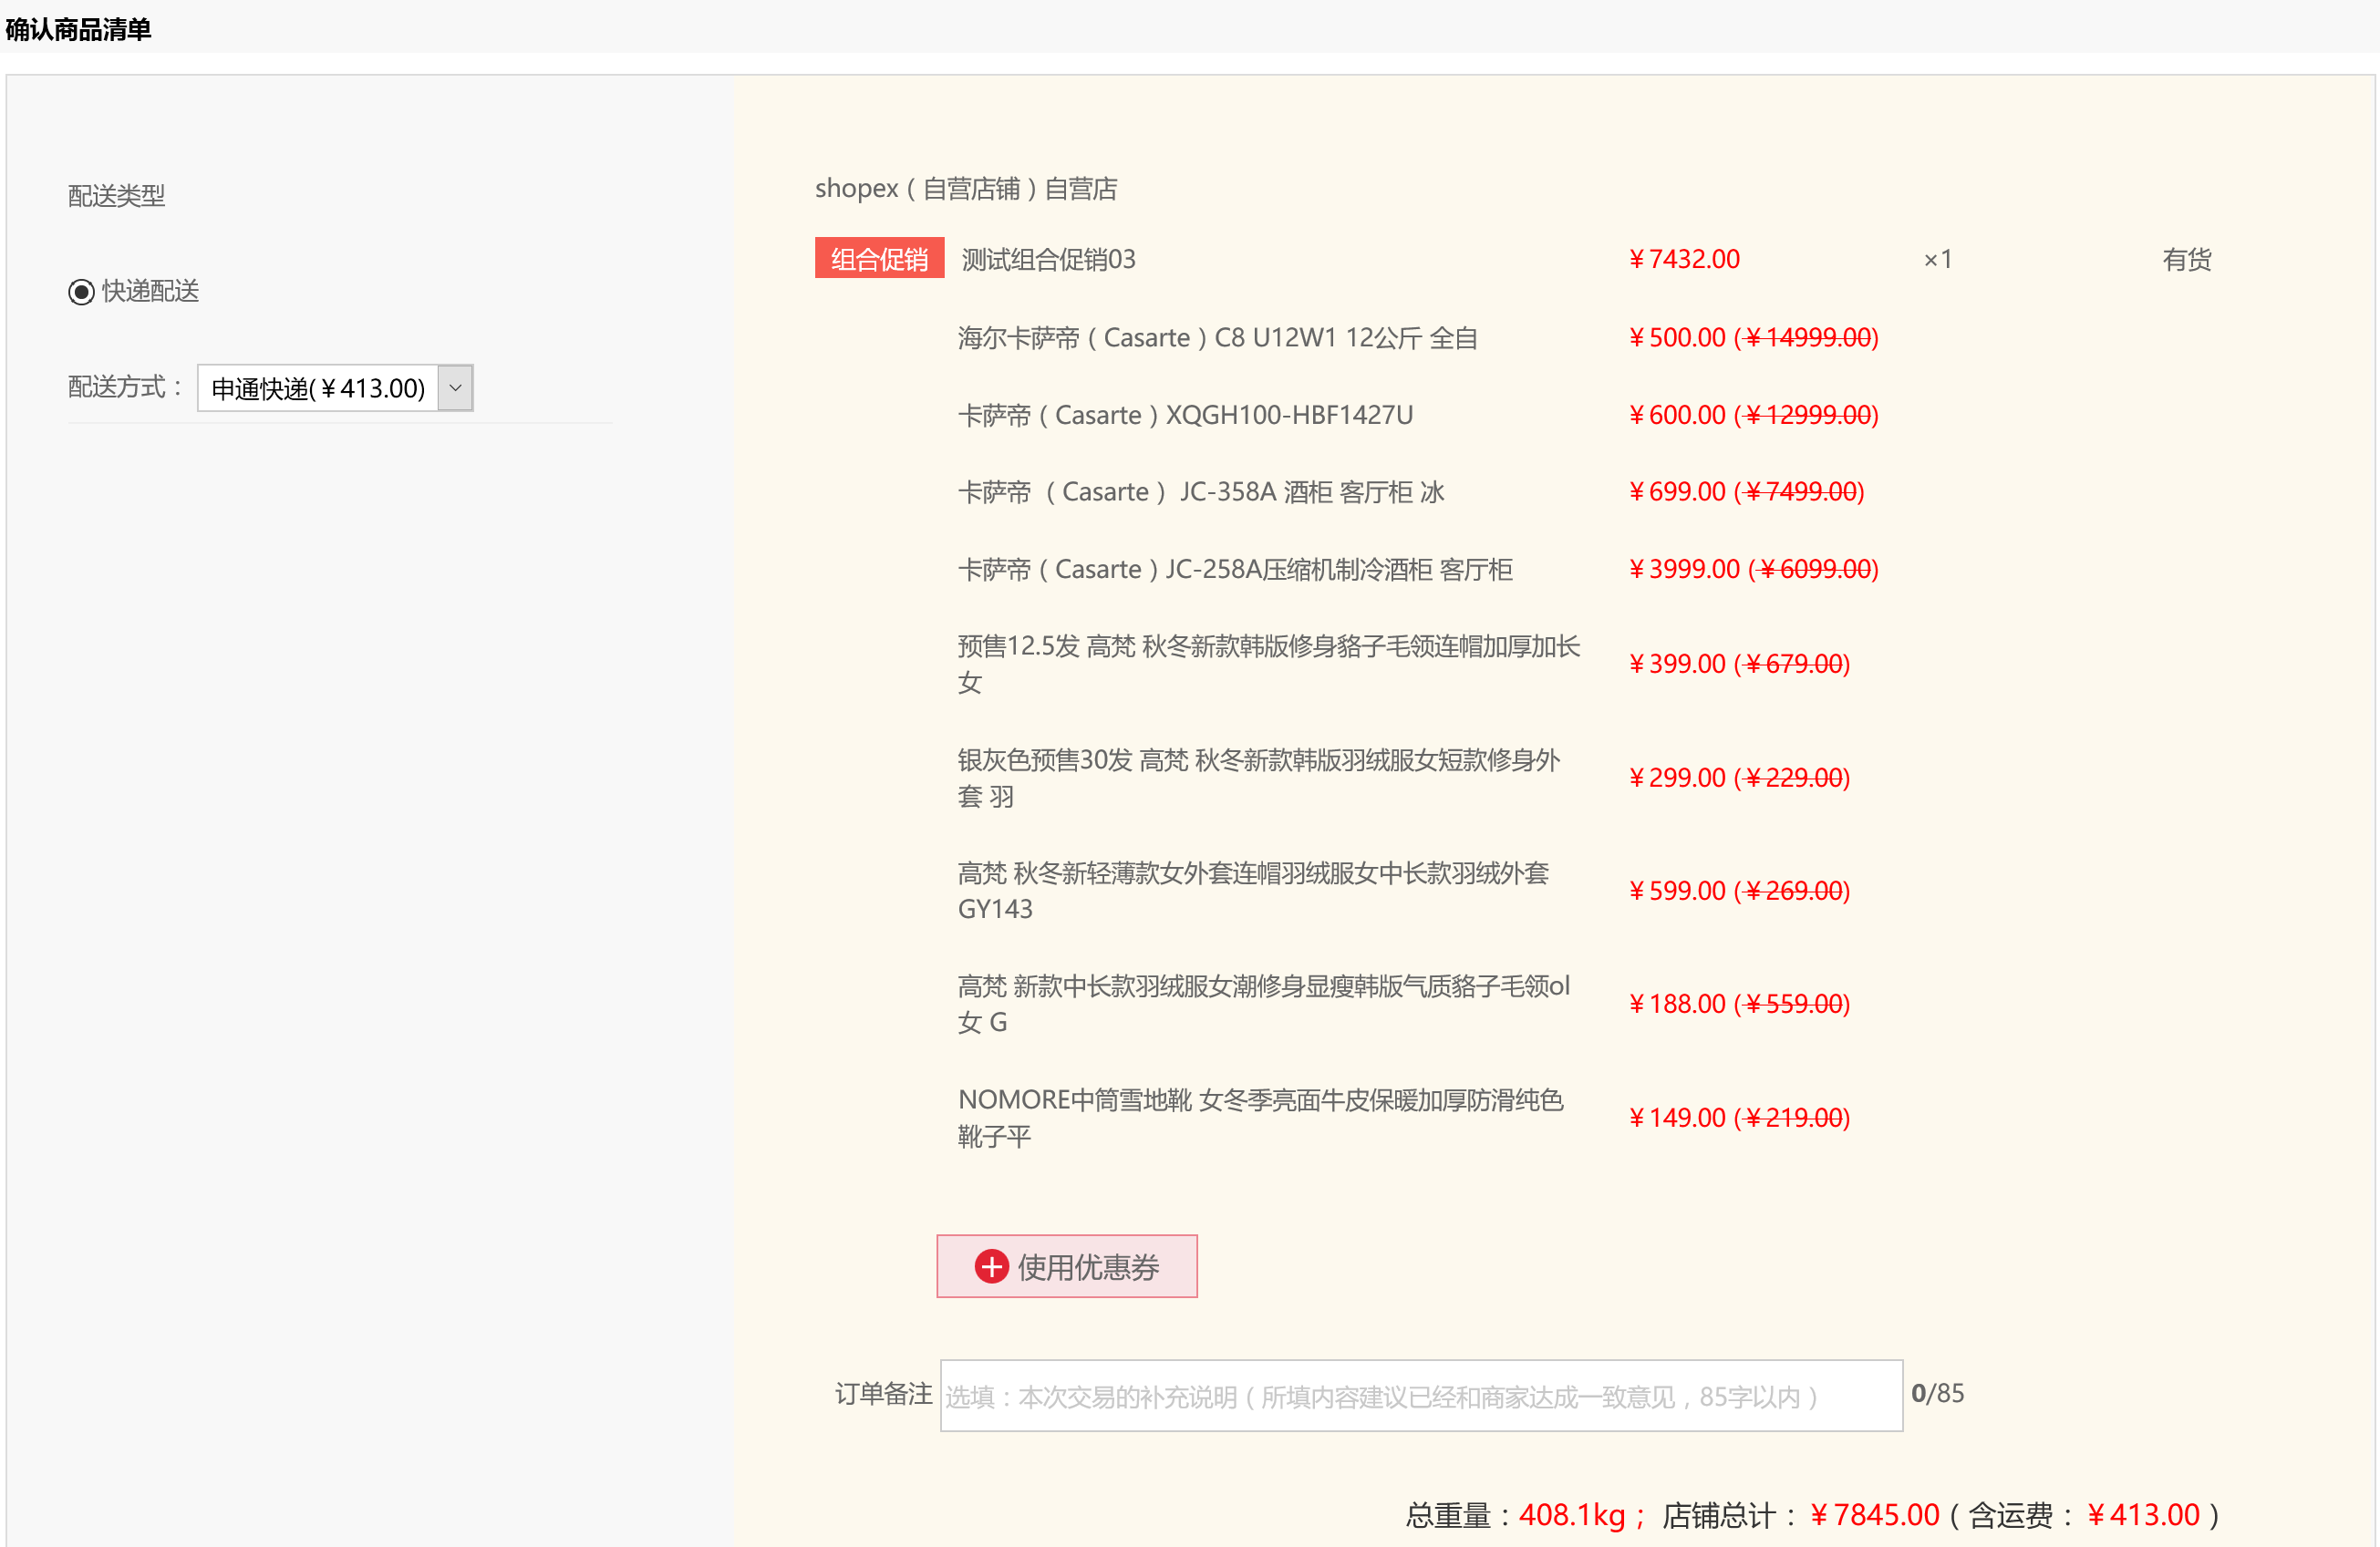 确认商品清单
配送类型
快递配送
配送方式：
申通快递(￥413.00)
shopex（自营店铺）自营店
组合促销 测试组合促销03 ￥7432.00 ×1 有货
海尔卡萨帝（Casarte）C8 U12W1 12公斤 全自 ￥500.00 (￥14999.00)
卡萨帝（Casarte）XQGH100-HBF1427U ￥600.00 (￥12999.00)
卡萨帝 （Casarte） JC-358A 酒柜 客厅柜 冰 ￥699.00 (￥7499.00)
卡萨帝（Casarte）JC-258A压缩机制冷酒柜 客厅柜 ￥3999.00 (￥6099.00)
预售12.5发 高梵 秋冬新款韩版修身貉子毛领连帽加厚加长
女 ￥399.00 (￥679.00)
银灰色预售30发 高梵 秋冬新款韩版羽绒服女短款修身外
套 羽 ￥299.00 (￥229.00)
高梵 秋冬新轻薄款女外套连帽羽绒服女中长款羽绒外套
GY143 ￥599.00 (￥269.00)
高梵 新款中长款羽绒服女潮修身显瘦韩版气质貉子毛领ol
女 G ￥188.00 (￥559.00)
NOMORE中筒雪地靴 女冬季亮面牛皮保暖加厚防滑纯色
靴子平 ￥149.00 (￥219.00)
使用优惠券
订单备注 选填：本次交易的补充说明（所填内容建议已经和商家达成一致意见，85字以内） 0/85
总重量：408.1kg； 店铺总计：￥7845.00（含运费：￥413.00）